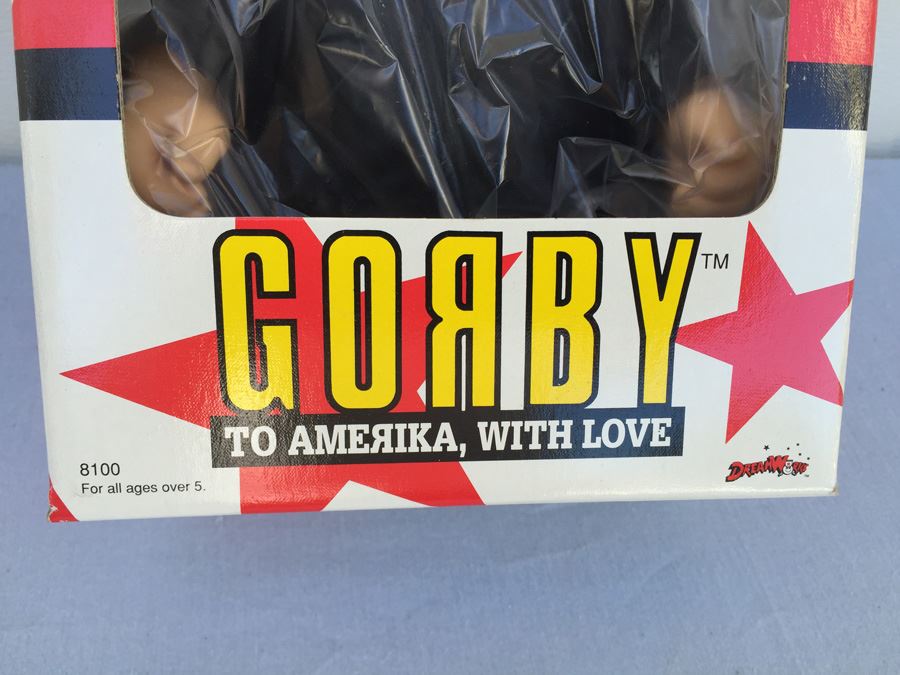 GOЯBY™
TO AMEЯIKA, WITH LOVE
8100
For all ages over 5.